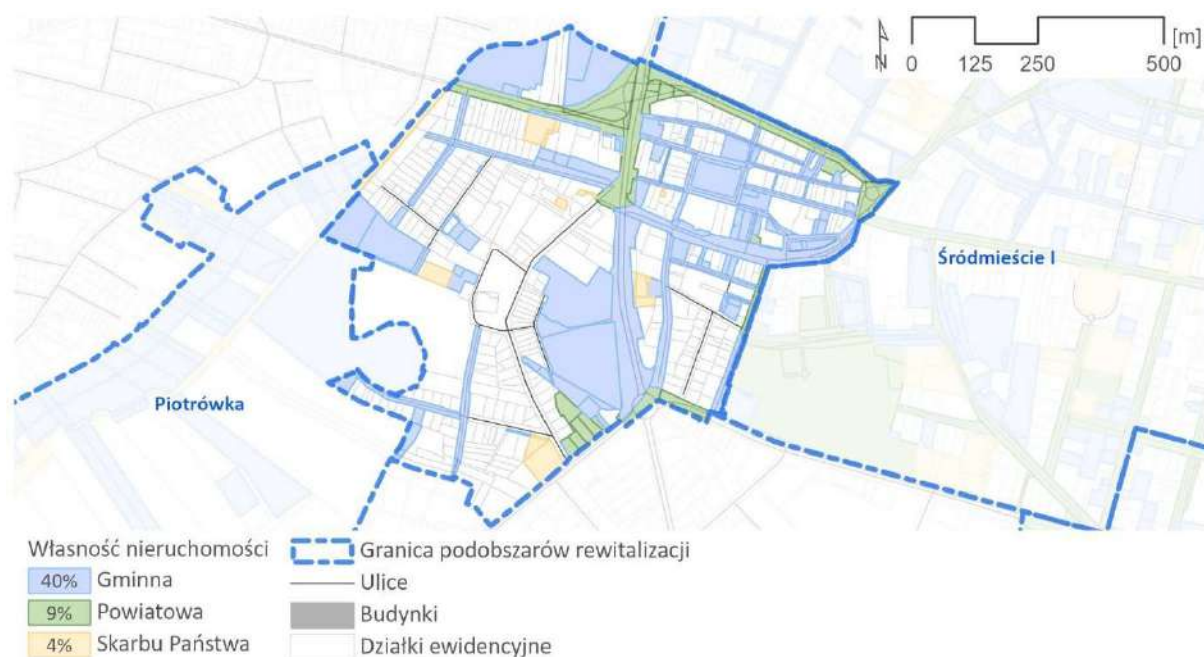 N
[m]
0 125 250 500
Śródmieście I
Piotrówka
Własność nieruchomości
40% Gminna
9% Powiatowa
4% Skarbu Państwa
Granica podobszarów rewitalizacji
Ulice
Budynki
Działki ewidencyjne